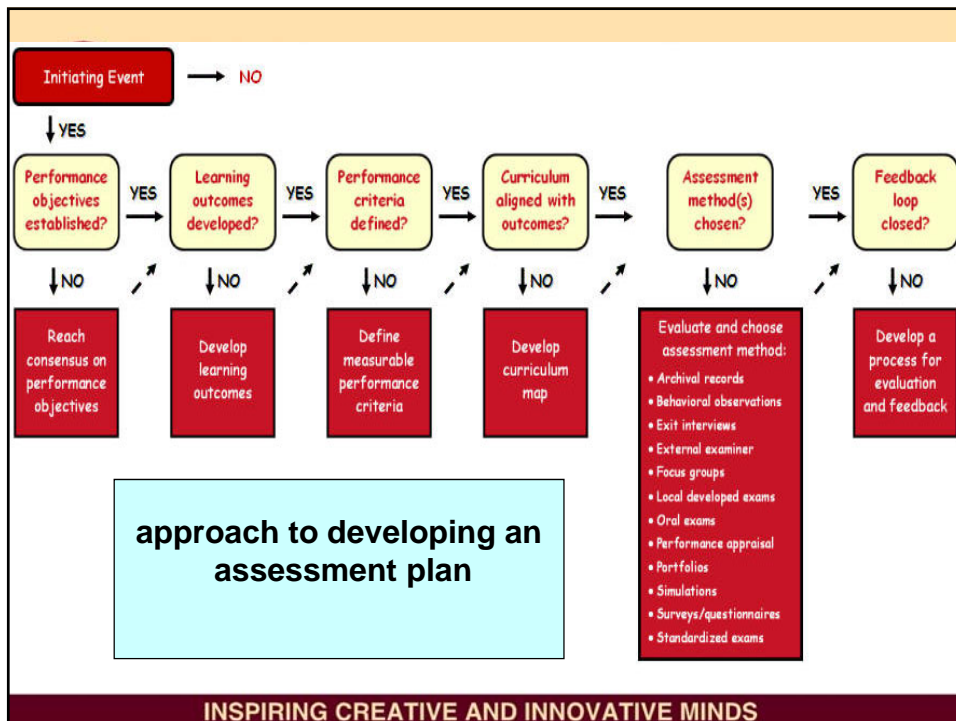 Initiating Event
NO
YES
Performance
objectives
established?
YES
Learning
outcomes
developed?
YES
Performance
criteria
defined?
YES
Curriculum
aligned with
outcomes?
YES
Assessment
method(s)
chosen?
YES
Feedback
loop
closed?
NO
NO
NO
NO
NO
NO
Reach
consensus on
performance
objectives
Develop
learning
outcomes
Define
measurable
performance
criteria
Develop
curriculum
map
Evaluate and choose
assessment method:
• Archival records
• Behavioral observations
• Exit interviews
• External examiner
• Focus groups
• Local developed exams
• Oral exams
• Performance appraisal
• Portfolios
• Simulations
• Surveys/questionnaires
• Standardized exams
Develop a
process for
evaluation
and feedback
approach to developing an
assessment plan
INSPIRING CREATIVE AND INNOVATIVE MINDS